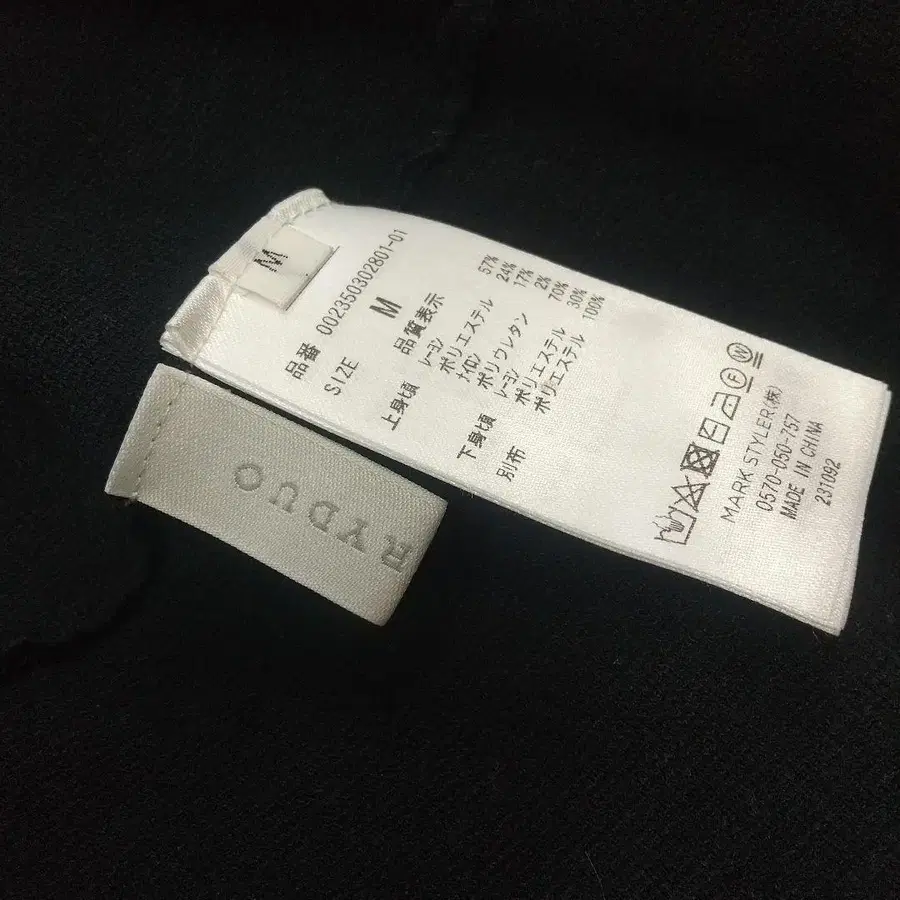 M
品番 002350302801-01
SIZE M
品質表示
上身頃 レーヨン 57%
ポリエステル 24%
ナイロン 17%
ポリウレタン 2%
下身頃 レーヨン 70%
ポリエステル 30%
別布 ポリエステル 100%
F W
MARK STYLER(株)
0570-050-757
MADE IN CHINA
231092
RYDUO